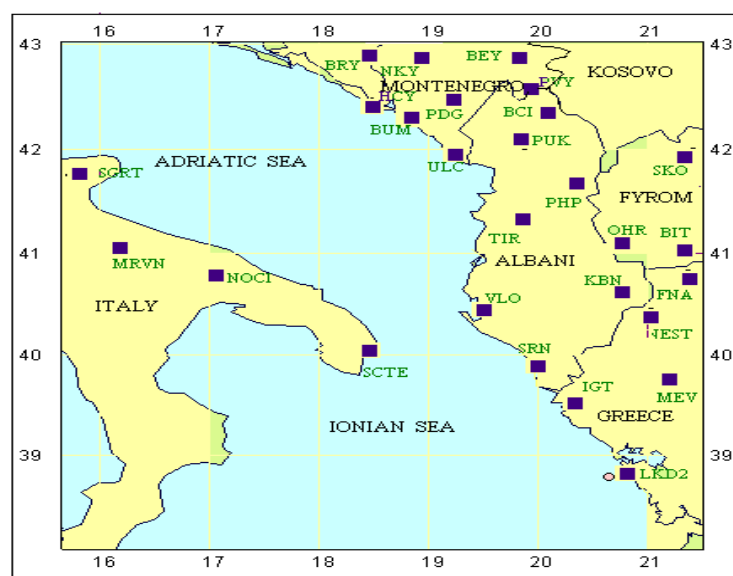 16 17 18 19 20 21
43 43
BRY NKY BEY
KOSOVO
MONTENEGRO PVY
HCY PDG BCI
BUM PUK
42 42
ADRIATIC SEA ULC SKO
SGRT
PHP FYROM
TIR OHR BIT
41 41
MRVN NOCI ALBANI
KBN FNA
ITALY VLO
NEST
40 SRN 40
SCTE IGT MEV
GREECE
IONIAN SEA
39 39
LKD2
16 17 18 19 20 21